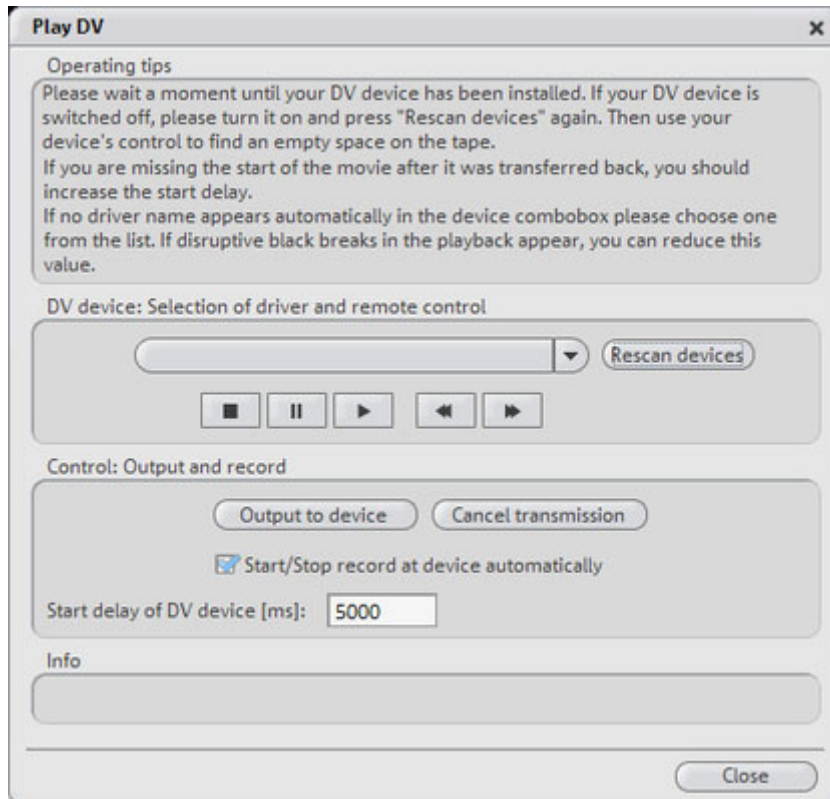 Play DV
Operating tips
Please wait a moment until your DV device has been installed. If your DV device is
switched off, please turn it on and press "Rescan devices" again. Then use your
device's control to find an empty space on the tape.
If you are missing the start of the movie after it was transferred back, you should
increase the start delay.
If no driver name appears automatically in the device combobox please choose one
from the list. If disruptive black breaks in the playback appear, you can reduce this
value.
DV device: Selection of driver and remote control
Rescan devices
Control: Output and record
Output to device Cancel transmission
Start/Stop record at device automatically
Start delay of DV device [ms]: 5000
Info
Close